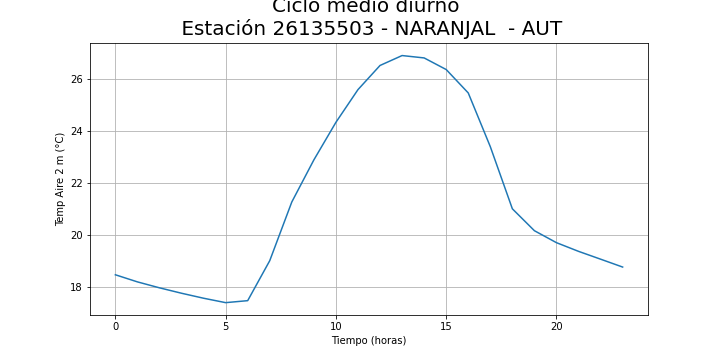 Ciclo medio diurno
Estación 26135503 - NARANJAL - AUT
26
24
22
20
18
Temp Aire 2 m (°C)
0 5 10 15 20
Tiempo (horas)